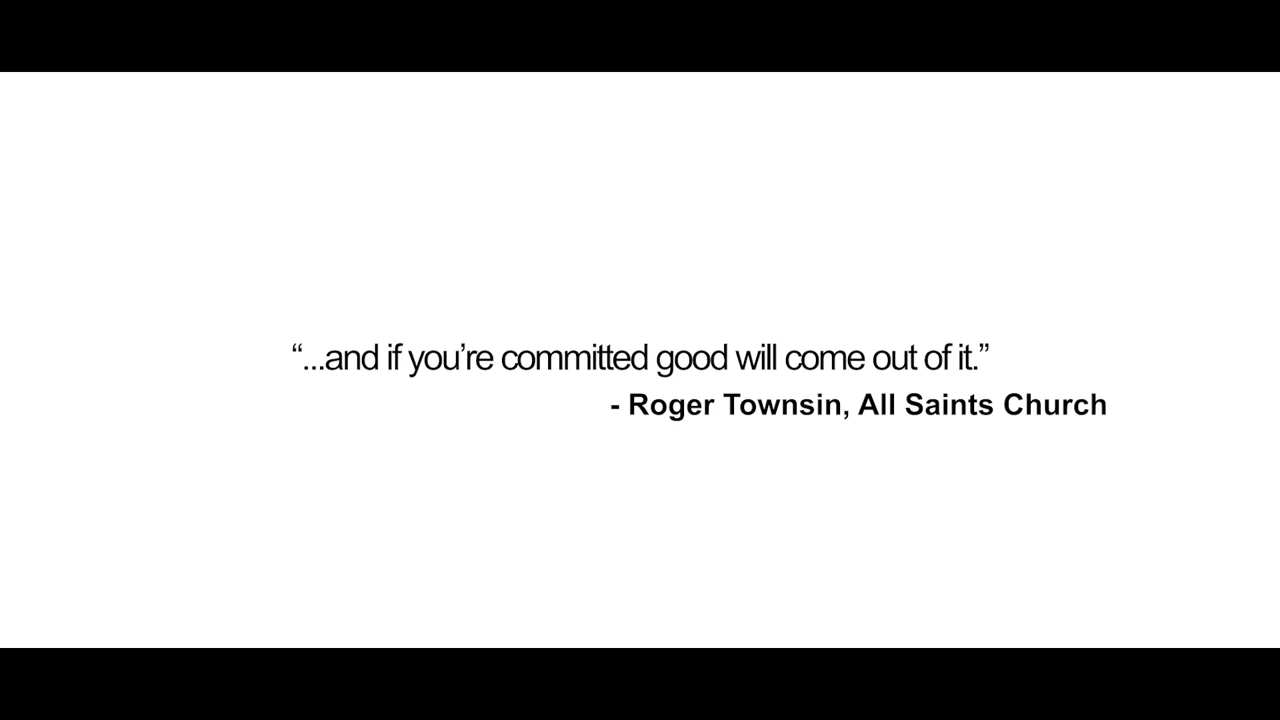 “...and if you’re committed good will come out of it.”
- Roger Townsin, All Saints Church